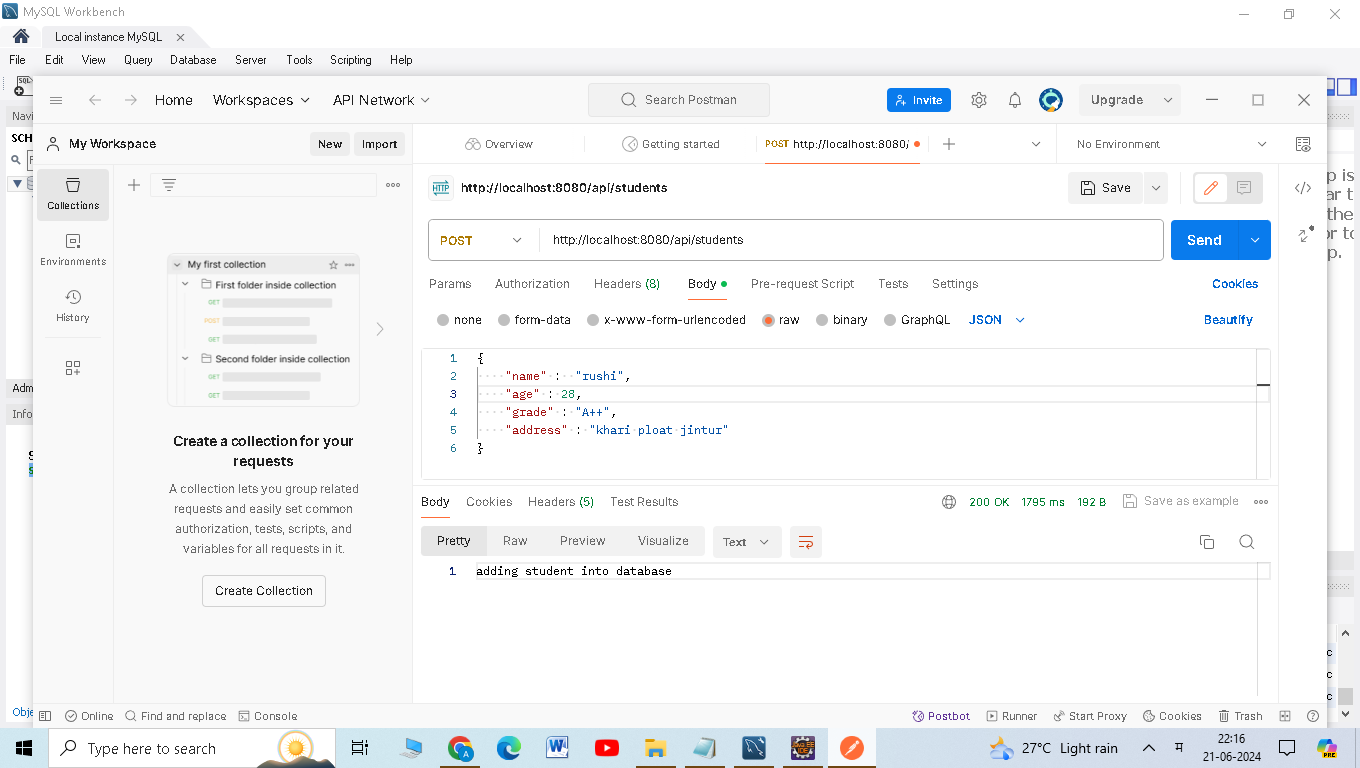 MySQL Workbench
Local instance MySQL
File Edit View Query Database Server Tools Scripting Help
Home Workspaces API Network Search Postman Invite Upgrade
Navi
SCH
My Workspace New Import Overview Getting started POST http://localhost:8080/ No Environment
Collections
Environments
History
Adm
Info
Obje
HTTP http://localhost:8080/api/students Save
POST http://localhost:8080/api/students Send
Params Authorization Headers (8) Body Pre-request Script Tests Settings Cookies
none form-data x-www-form-urlencoded raw binary GraphQL JSON Beautify
1 {
2 "name" : "rushi",
3 "age" : 28,
4 "grade" : "A++",
5 "address" : "khari ploat jintur"
6 }
My first collection
First folder inside collection
GET
POST
GET
Second folder inside collection
GET
GET
Create a collection for your
requests
A collection lets you group related
requests and easily set common
authorization, tests, scripts, and
variables for all requests in it.
Create Collection
Body Cookies Headers (5) Test Results 200 OK 1795 ms 192 B Save as example
Pretty Raw Preview Visualize Text
1 adding student into database
Online Find and replace Console Postbot Runner Start Proxy Cookies Trash
Type here to search 27°C Light rain 22:16
21-06-2024